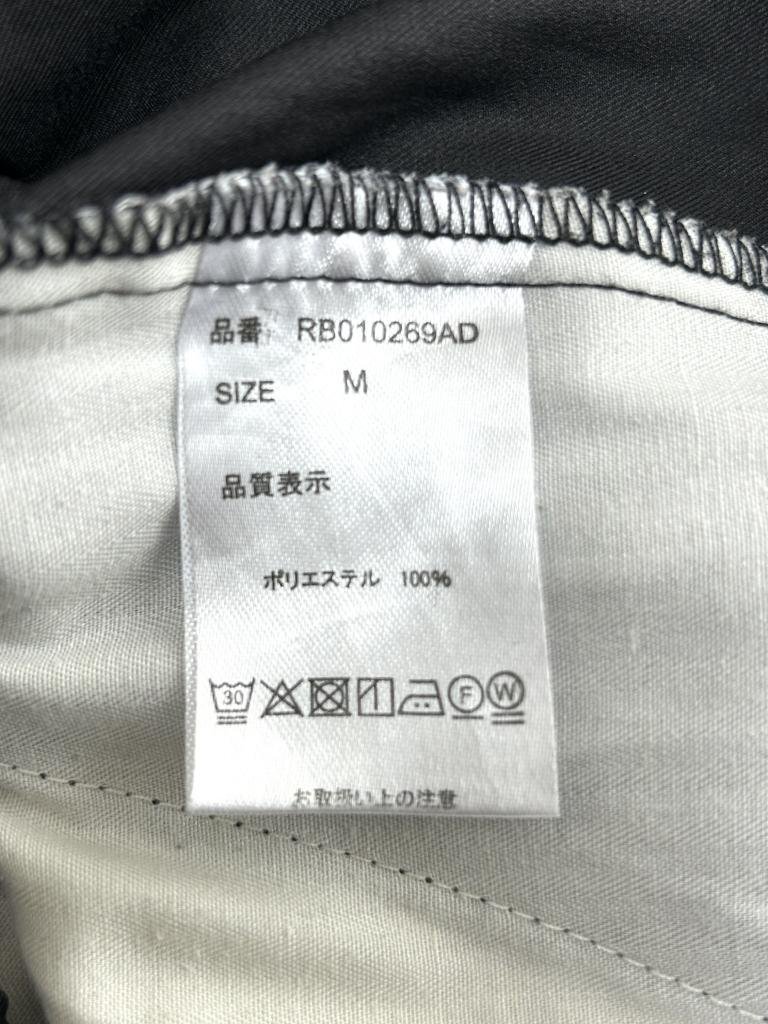 品番 RB010269AD
SIZE M
品質表示
ポリエステル 100%
30 F W
お取扱い上の注意